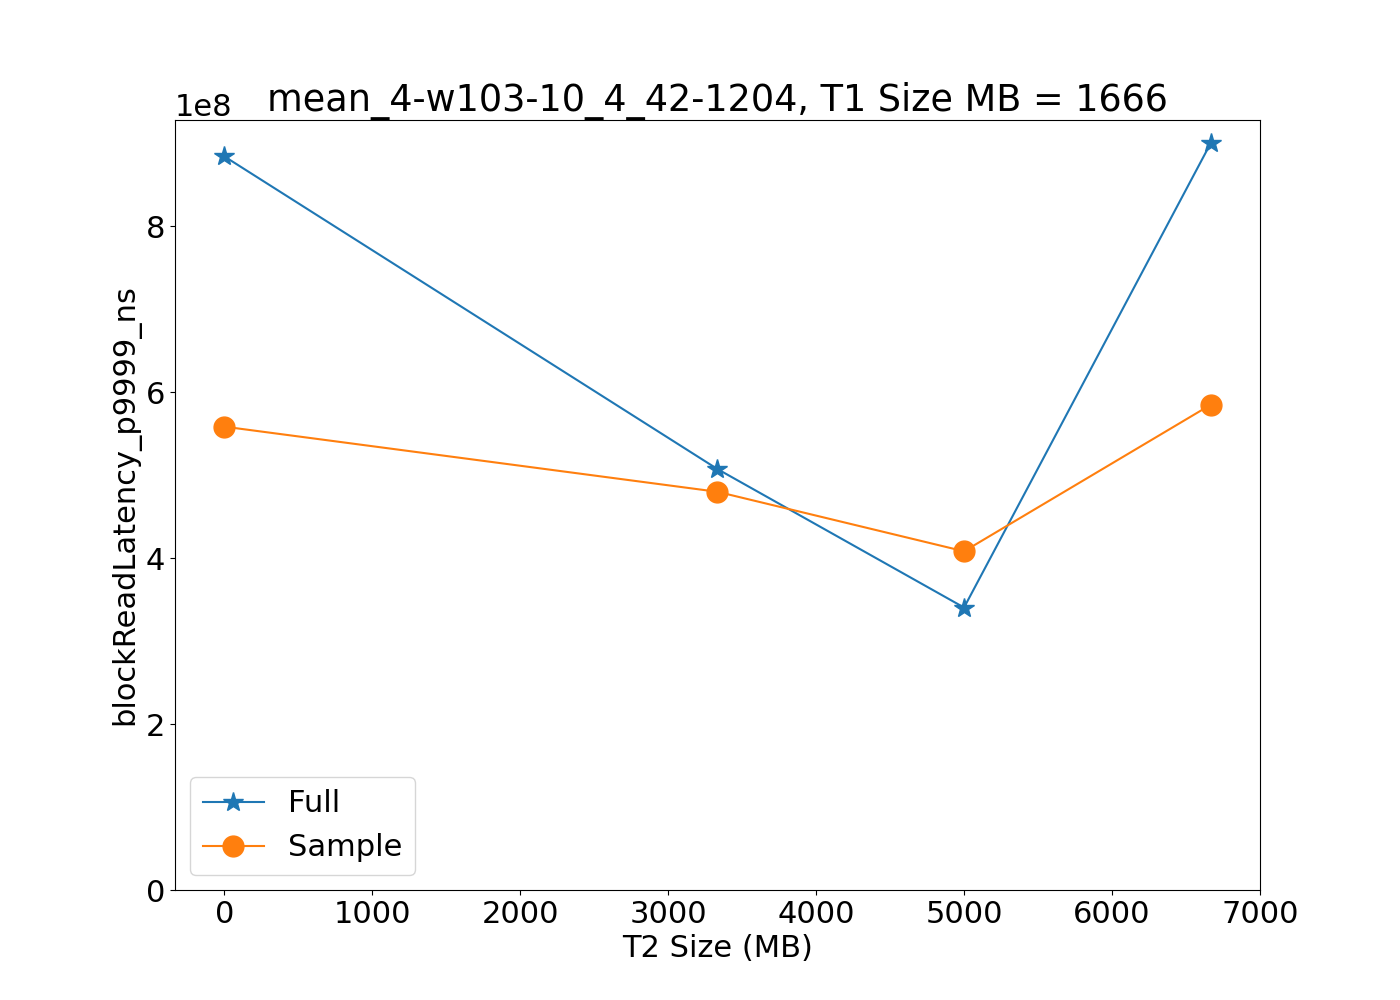 1e8
mean_4-w103-10_4_42-1204, T1 Size MB = 1666
blockReadLatency_p9999_ns
8
6
4
2
0
Full
Sample
0 1000 2000 3000 4000 5000 6000 7000
T2 Size (MB)